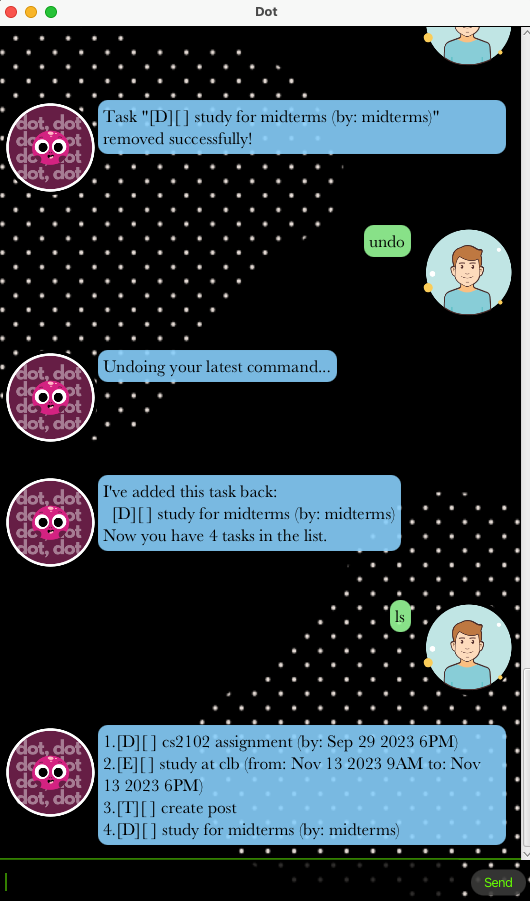 Dot
dot, dot
dot, dot
Task "[D][ ] study for midterms (by: midterms)"
removed successfully!
undo
dot, dot
dot, dot
Undoing your latest command...
dot, dot
dot, dot
I've added this task back:
[D][ ] study for midterms (by: midterms)
Now you have 4 tasks in the list.
ls
dot, dot
dot, dot
1.[D][ ] cs2102 assignment (by: Sep 29 2023 6PM)
2.[E][ ] study at clb (from: Nov 13 2023 9AM to: Nov
13 2023 6PM)
3.[T][ ] create post
4.[D][ ] study for midterms (by: midterms)
Send